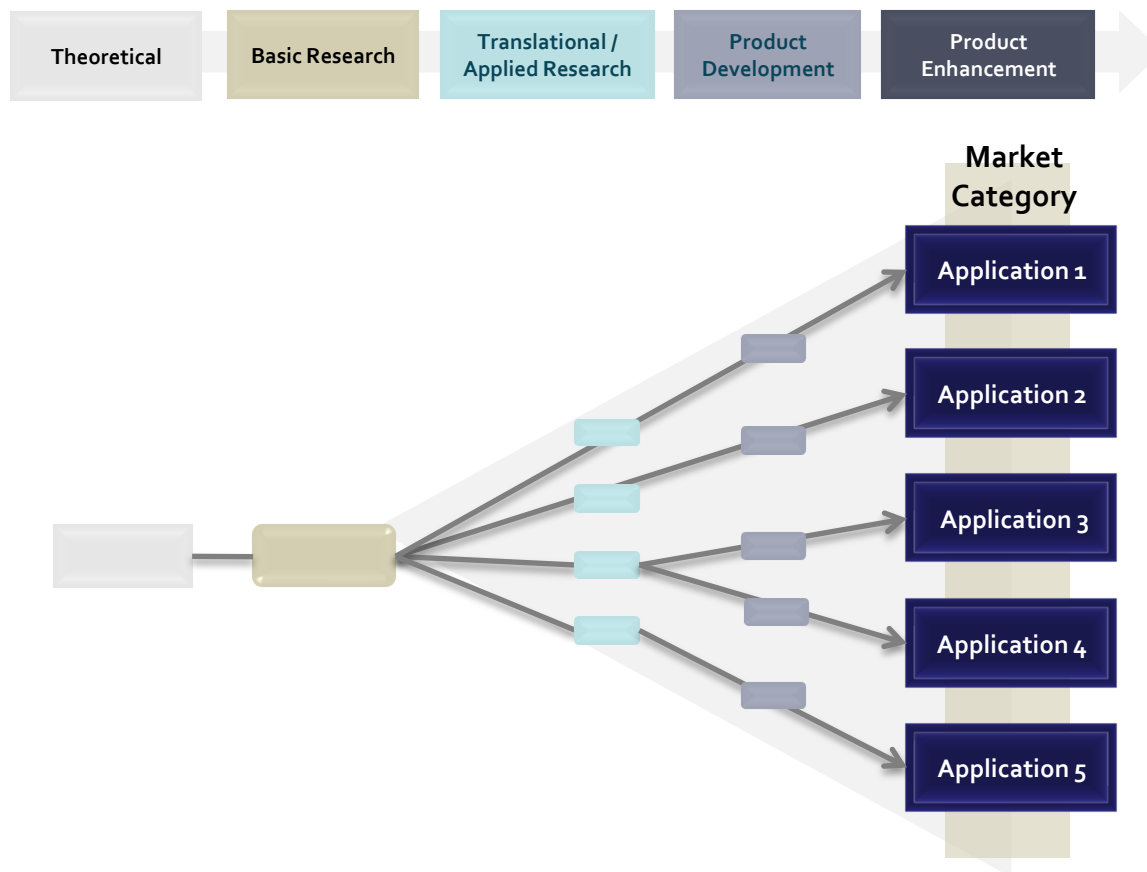 Theoretical
Basic Research
Translational /
Applied Research
Product
Development
Product
Enhancement
Market
Category
Application 1
Application 2
Application 3
Application 4
Application 5